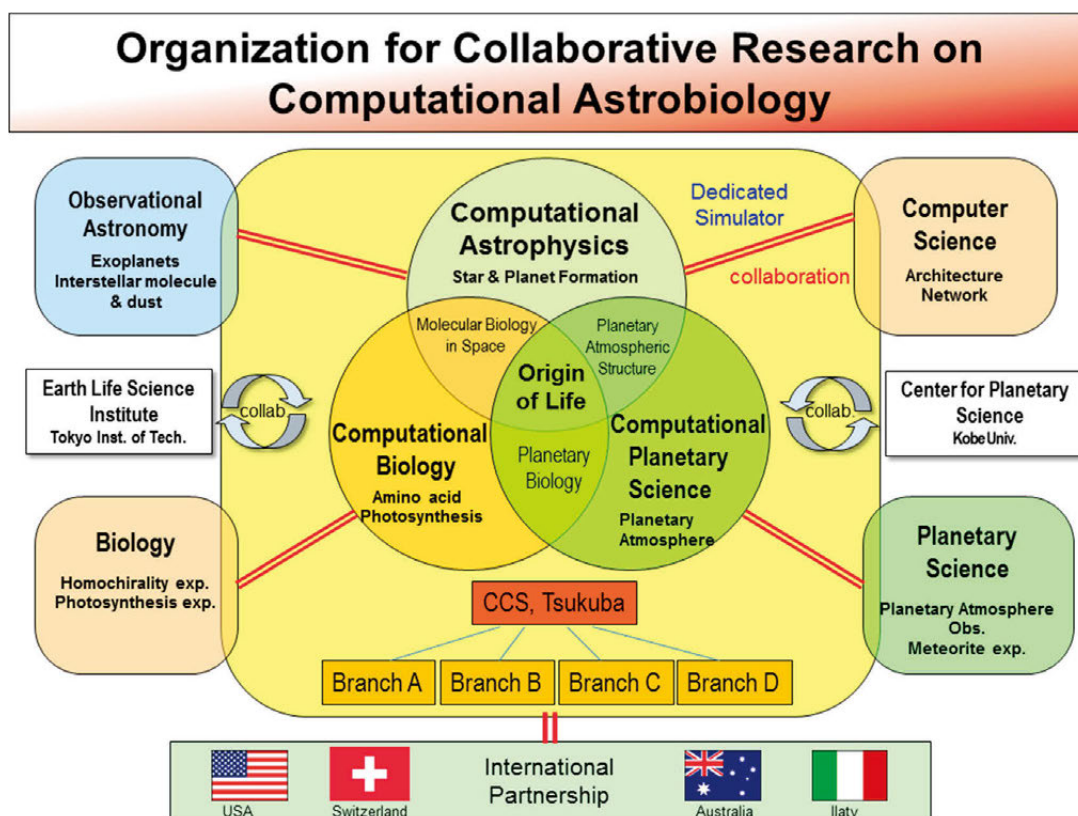 Organization for Collaborative Research on
Computational Astrobiology
Observational
Astronomy
Exoplanets
Interstellar molecule
& dust
Computational
Astrophysics
Star & Planet Formation
Dedicated
Simulator
collaboration
Computer
Science
Architecture
Network
Molecular Biology
in Space
Planetary
Atmospheric
Structure
Origin
of Life
Earth Life Science
Institute
Tokyo Inst. of Tech.
collab
Computational
Biology
Amino acid
Photosynthesis
Planetary
Biology
Computational
Planetary
Science
Planetary
Atmosphere
collab.
Center for Planetary
Science
Kobe Univ.
Biology
Homochirality exp.
Photosynthesis exp.
Planetary
Science
Planetary Atmosphere
Obs.
Meteorite exp.
CCS, Tsukuba
Branch A
Branch B
Branch C
Branch D
International
Partnership
USA
Switzerland
Australia
Ilaty